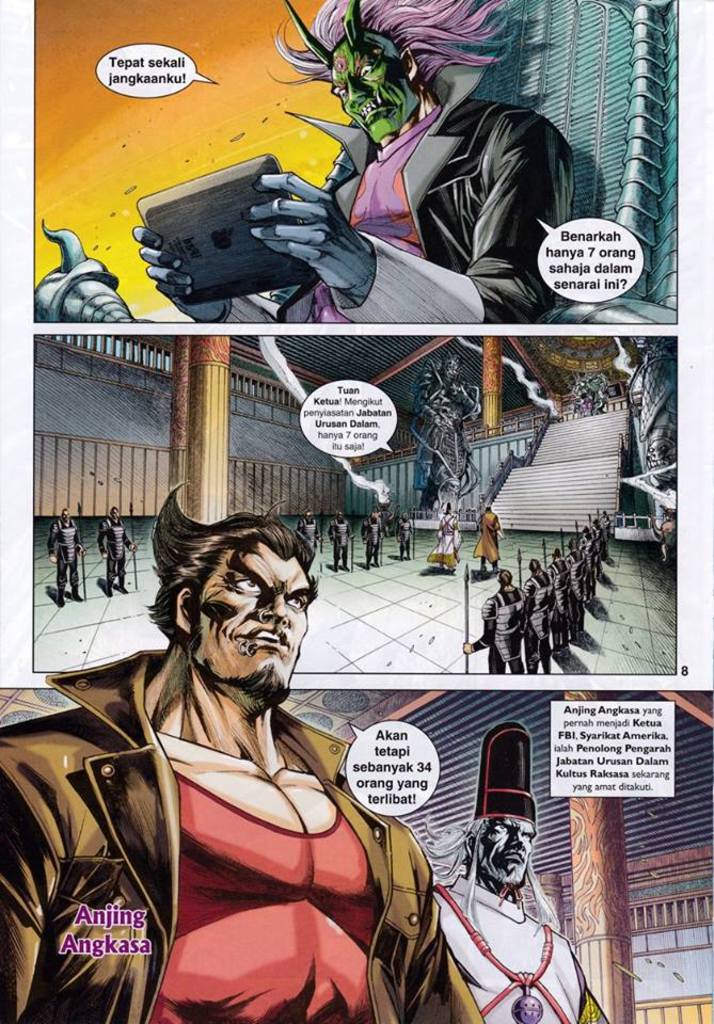 Tepat sekali
jangkaanku!
Benarkah
hanya 7 orang
sahaja dalam
senarai ini?
Tuan
Ketua! Mengikut
penyiasatan Jabatan
Urusan Dalam,
hanya 7 orang
itu saja!
8
Akan
tetapi
sebanyak 34
orang yang
terlibat!
Anjing Angkasa yang
pernah menjadi Ketua
FBI, Syarikat Amerika,
ialah Penolong Pengarah
Jabatan Urusan Dalam
Kultus Raksasa sekarang
yang amat ditakuti.
Anjing
Angkasa